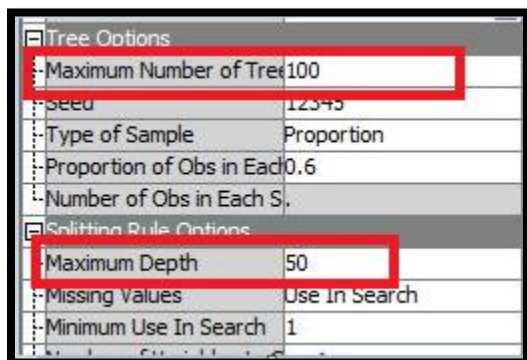 Tree Options
Maximum Number of Tree 100
Seed 12345
Type of Sample Proportion
Proportion of Obs in Each 0.6
Number of Obs in Each S .
Splitting Rule Options
Maximum Depth 50
Missing Values Use In Search
Minimum Use In Search 1